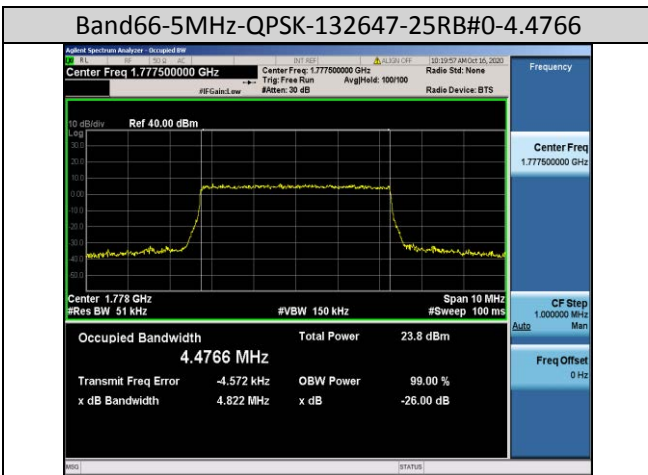 Band66-5MHz-QPSK-132647-25RB#0-4.4766
Agilent Spectrum Analyzer - Occupied BW
RL RF 50 Ω AC INT REF ALIGN OFF 10:19:57 AM Oct 16, 2020
Center Freq 1.777500000 GHz Center Freq: 1.777500000 GHz Radio Std: None Frequency
Trig: Free Run Avg|Hold: 100/100
#IFGain:Low #Atten: 30 dB Radio Device: BTS
10 dB/div Ref 40.00 dBm
Log
30.0
20.0
10.0
0.00
-10.0
-20.0
-30.0
-40.0
-50.0
Center Freq
1.777500000 GHz
Center 1.778 GHz Span 10 MHz
#Res BW 51 kHz #VBW 150 kHz #Sweep 100 ms
CF Step
1.000000 MHz
Auto Man
Occupied Bandwidth Total Power 23.8 dBm
4.4766 MHz
Freq Offset
0 Hz
Transmit Freq Error -4.572 kHz OBW Power 99.00 %
x dB Bandwidth 4.822 MHz x dB -26.00 dB
MSG STATUS